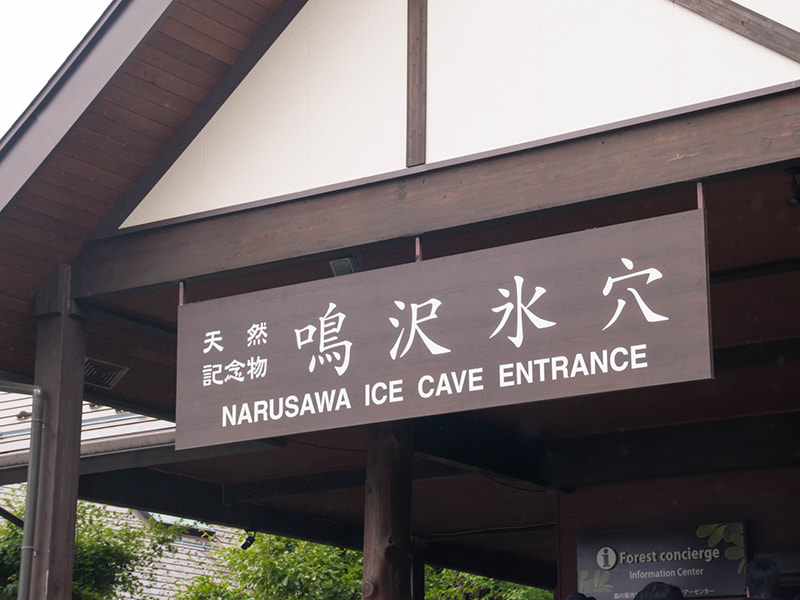 天然
記念物
鳴沢氷穴
NARUSAWA ICE CAVE ENTRANCE
i Forest concierge
Information Center